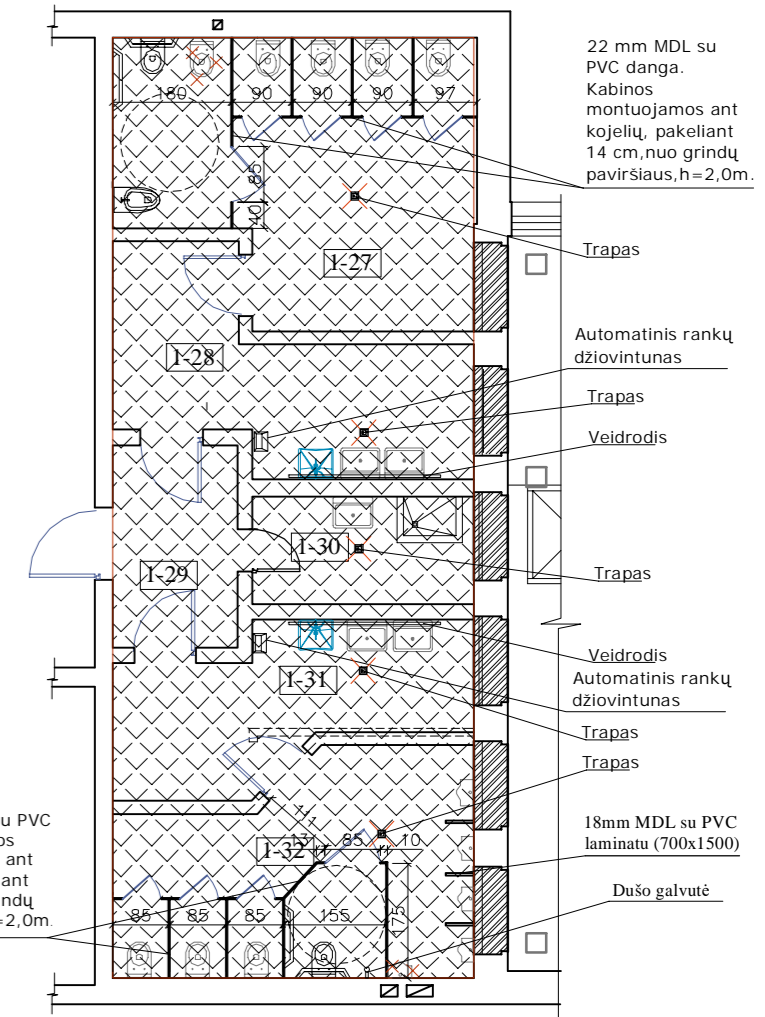 22 mm MDL su
PVC danga.
Kabinos
montuojamos ant
kojelių, pakeliant
14 cm,nuo grindų
paviršiaus,h=2,0m.
180
90
90
90
97
85
40
Trapas
1-27
Automatinis rankų
džiovintunas
1-28
Trapas
Veidrodis
1-30
1-29
Trapas
Veidrodis
1-31
Automatinis rankų
džiovintunas
Trapas
Trapas
u PVC
os
ant
ant
indų
=2,0m.
111
13
85
10
1-32
18mm MDL su PVC
laminatu (700x1500)
Dušo galvutė
85
85
85
155
175